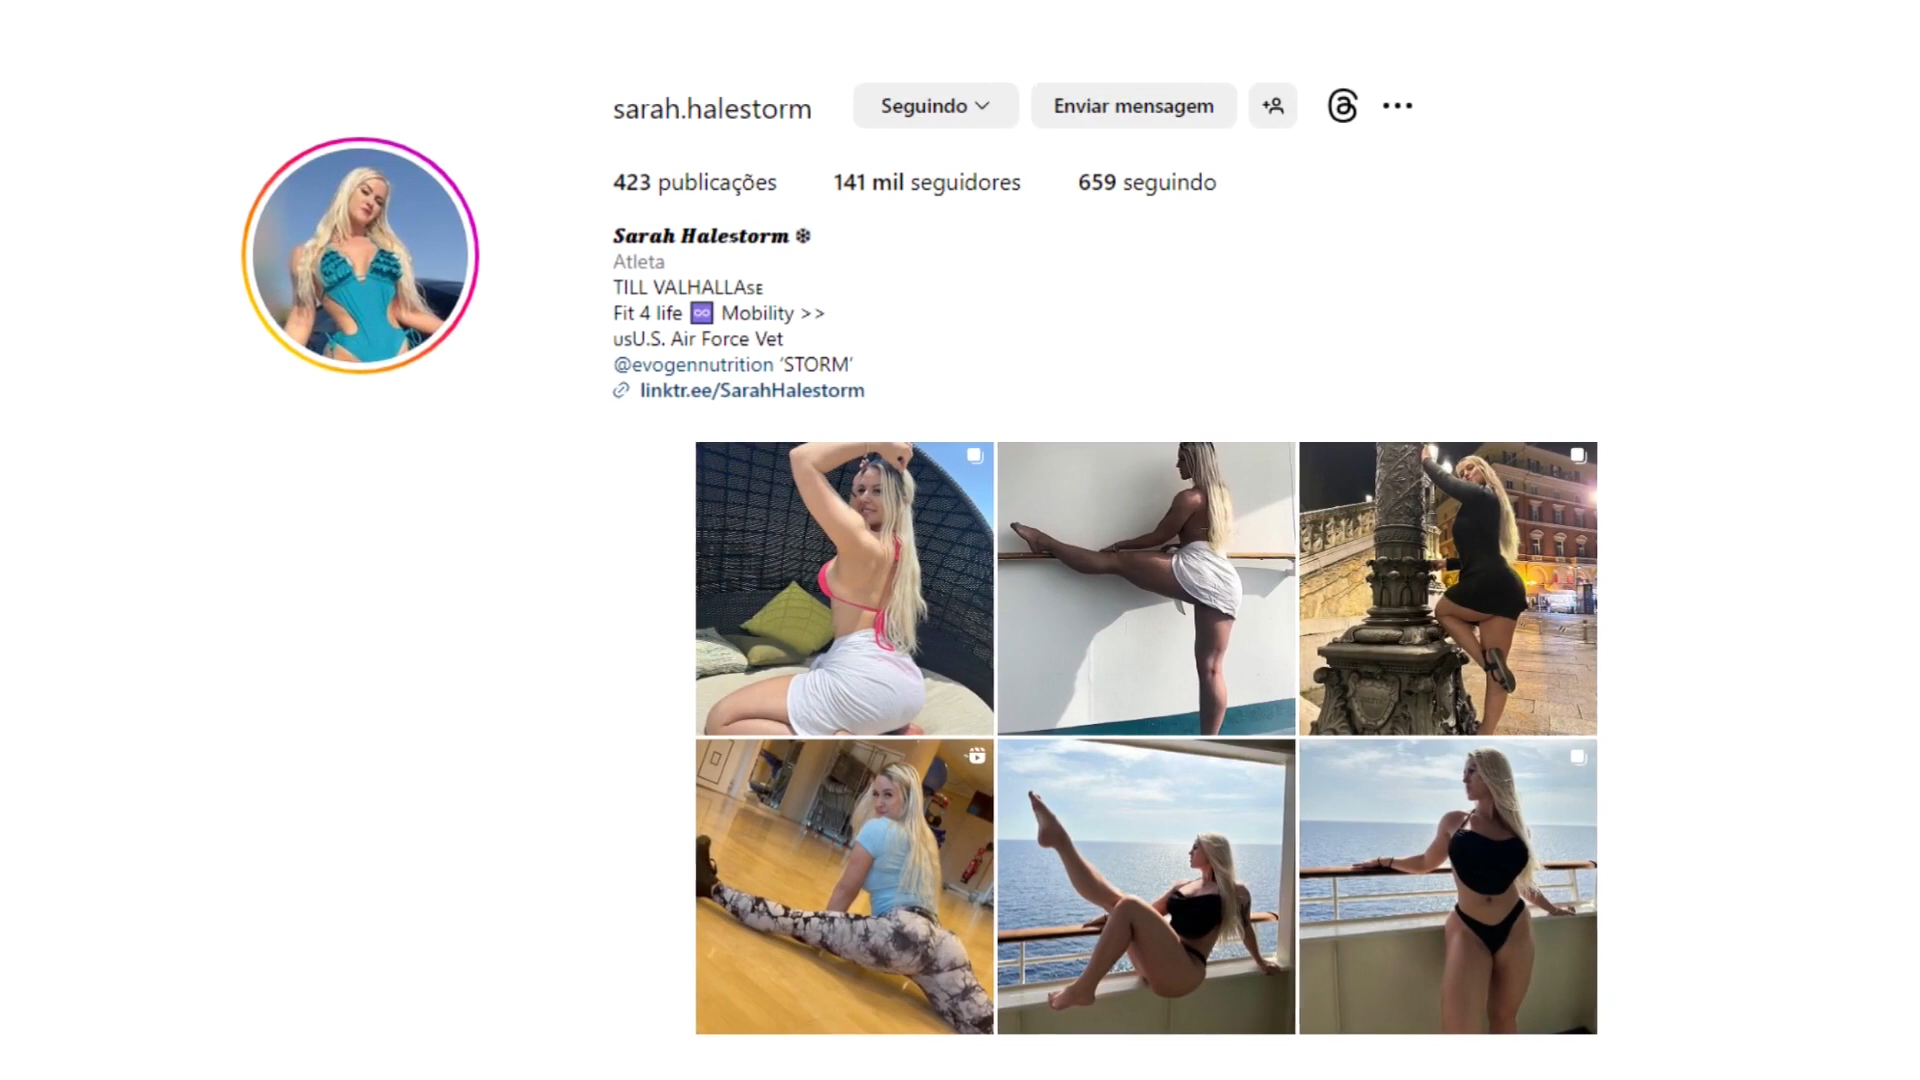 sarah.halestorm
Seguindo
Enviar mensagem
423 publicações
141 mil seguidores
659 seguindo
Sarah Halestorm ❄
Atleta
TILL VALHALLAsᴇ
Fit 4 life ♾ Mobility >>
usU.S. Air Force Vet
@evogennutrition ‘STORM’
linktr.ee/SarahHalestorm